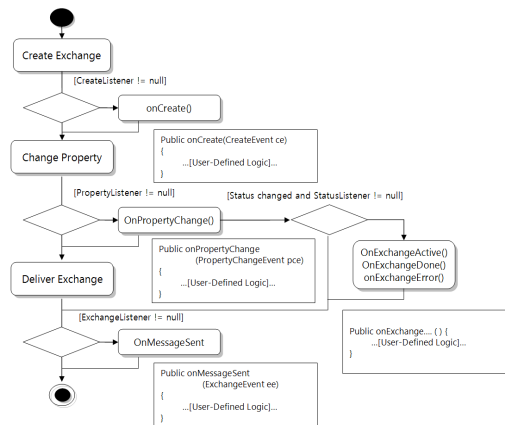 Create Exchange
[CreateListener != null]
onCreate()
Public onCreate(CreateEvent ce)
{
...[User-Defined Logic]...
}
Change Property
[PropertyListener != null]
[Status changed and StatusListener != null]
OnPropertyChange()
Public onPropertyChange
(PropertyChangeEvent pce)
{
...[User-Defined Logic]...
}
OnExchangeActive()
OnExchangeDone()
onExchangeError()
Deliver Exchange
[ExchangeListener != null]
OnMessageSent
Public onExchange.... ( ) {
...[User-Defined Logic]...
}
Public onMessageSent
(ExchangeEvent ee)
{
...[User-Defined Logic]...
}